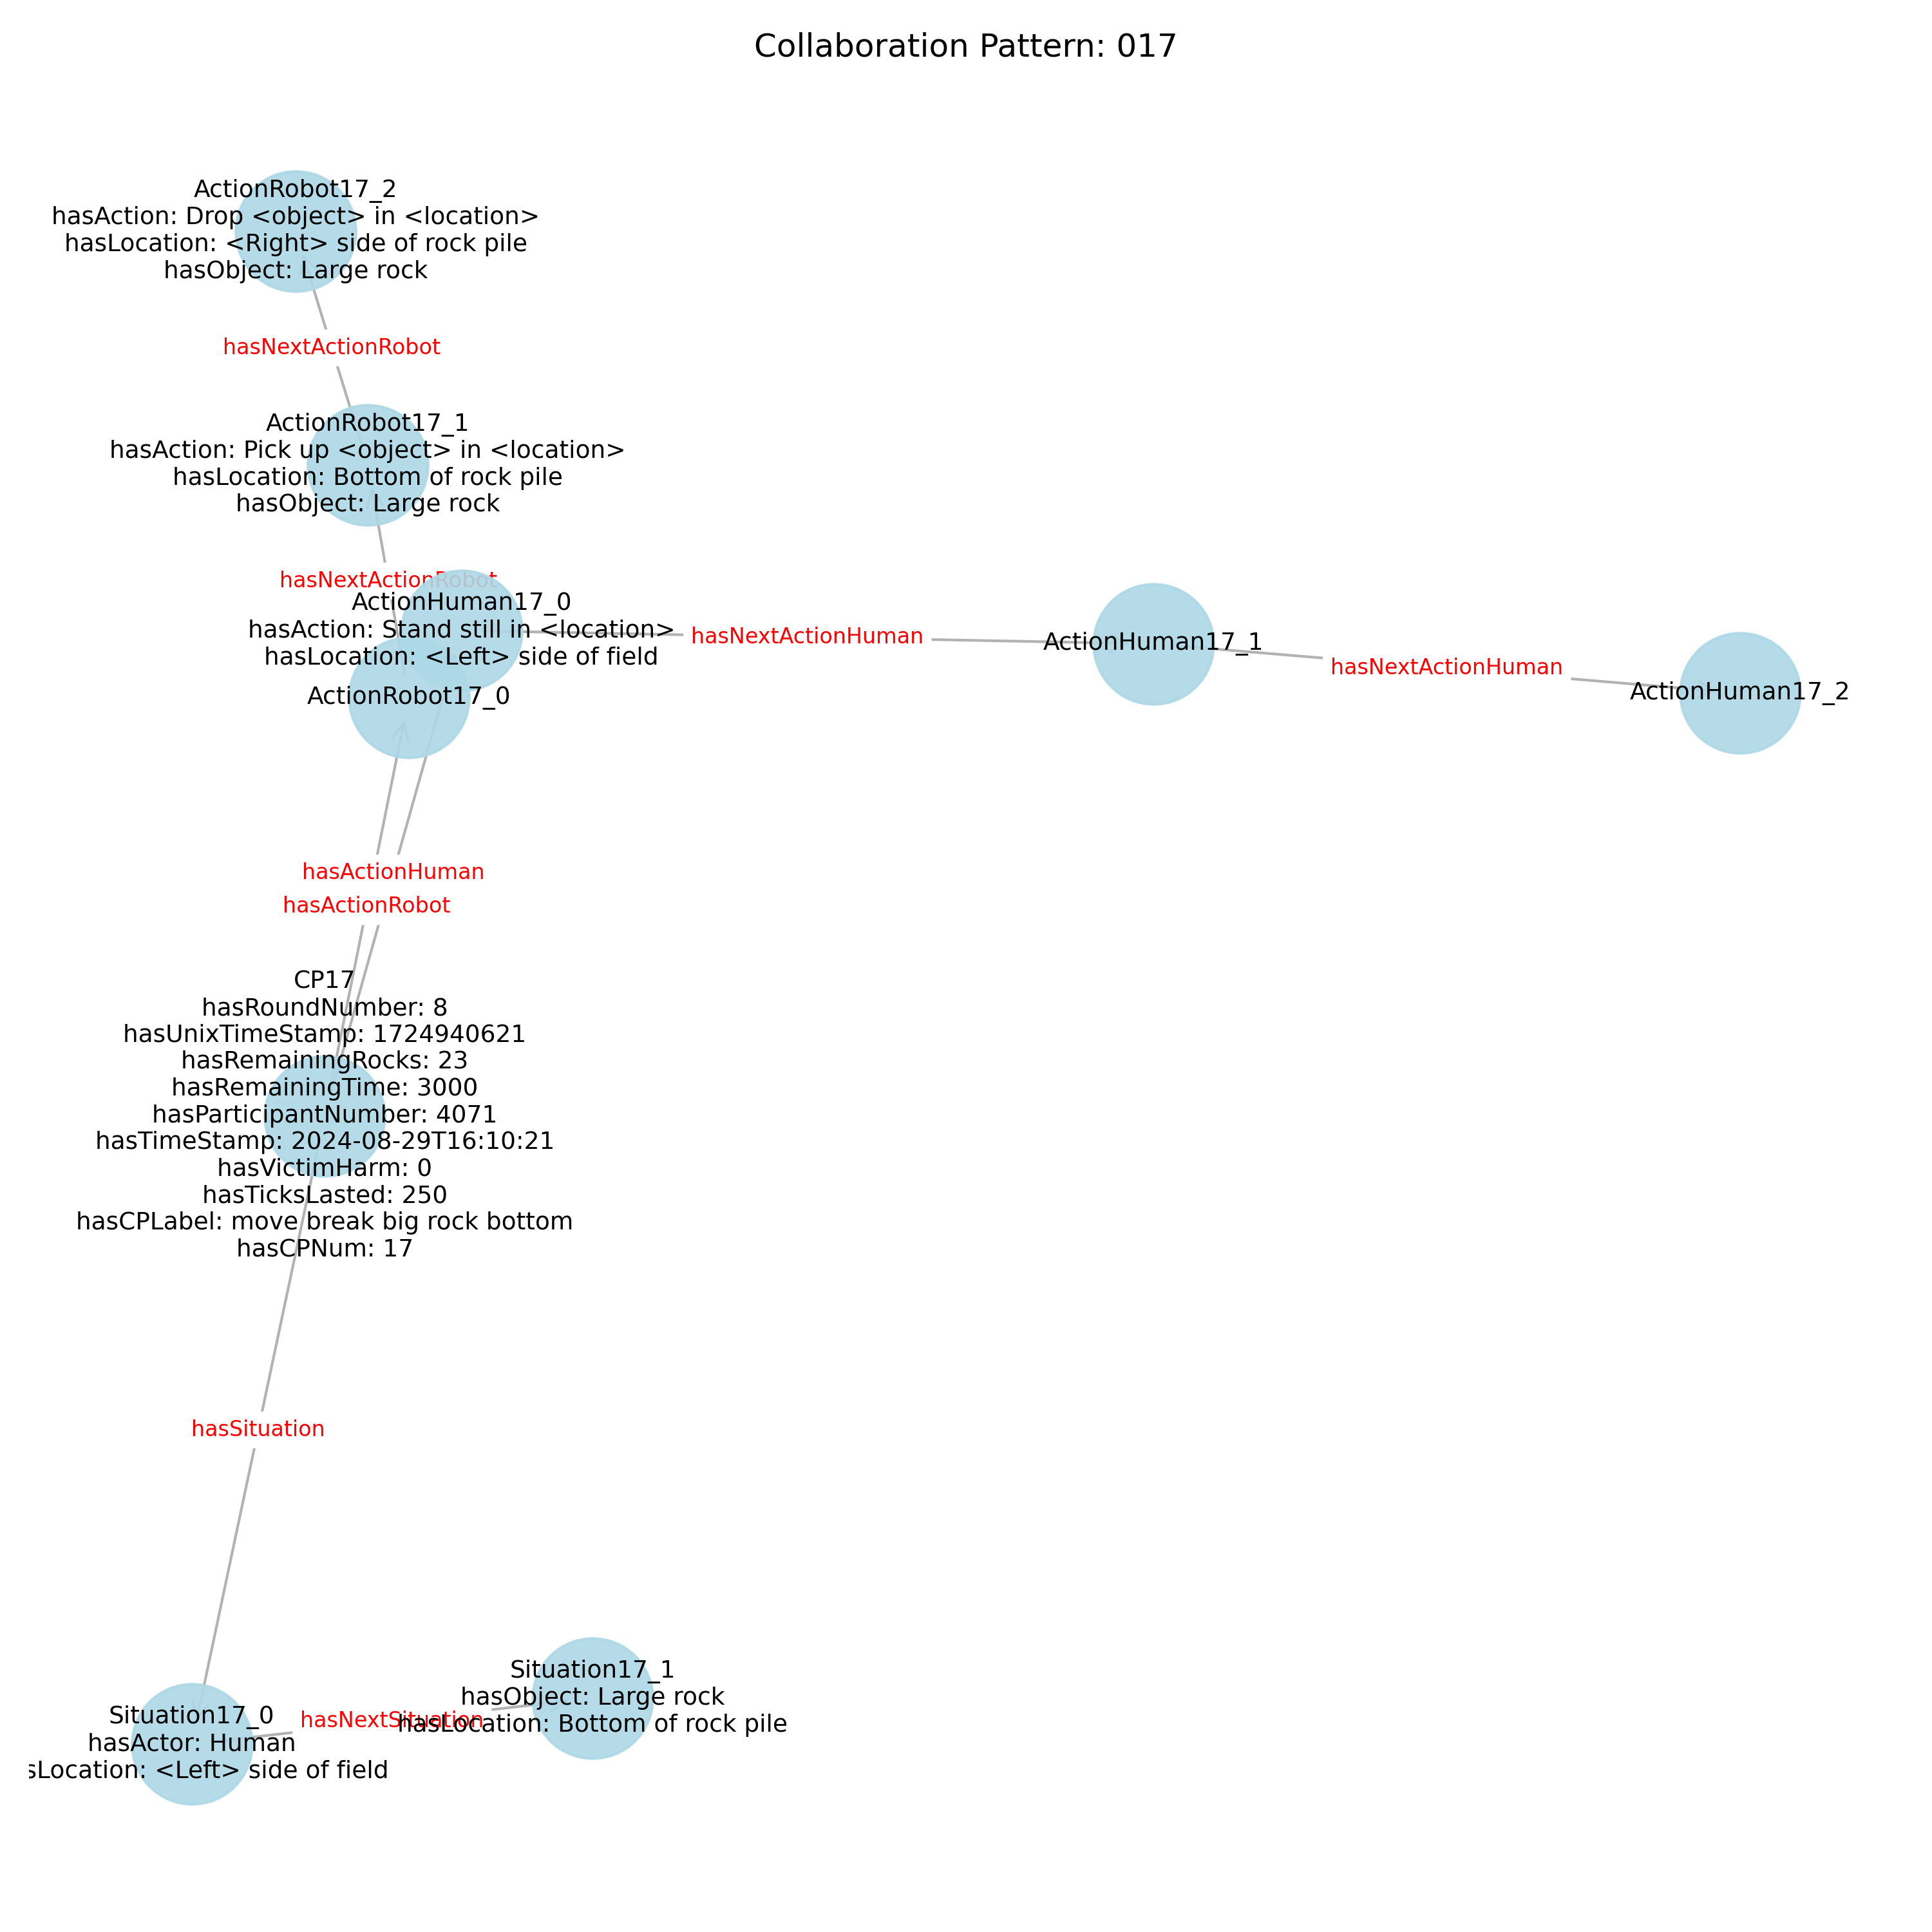 Collaboration Pattern: 017
ActionRobot17_2
hasAction: Drop <object> in <location>
hasLocation: <Right> side of rock pile
hasObject: Large rock
hasNextActionRobot
ActionRobot17_1
hasAction: Pick up <object> in <location>
hasLocation: Bottom of rock pile
hasObject: Large rock
hasNextActionRobot
ActionHuman17_0
hasAction: Stand still in <location>
hasLocation: <Left> side of field
hasNextActionHuman
ActionHuman17_1
hasNextActionHuman
ActionHuman17_2
ActionRobot17_0
hasActionHuman
hasActionRobot
CP17
hasRoundNumber: 8
hasUnixTimeStamp: 1724940621
hasRemainingRocks: 23
hasRemainingTime: 3000
hasParticipantNumber: 4071
hasTimeStamp: 2024-08-29T16:10:21
hasVictimHarm: 0
hasTicksLasted: 250
hasCPLabel: move break big rock bottom
hasCPNum: 17
hasSituation
Situation17_1
hasObject: Large rock
hasLocation: Bottom of rock pile
hasNextSituation
Situation17_0
hasActor: Human
sLocation: <Left> side of field